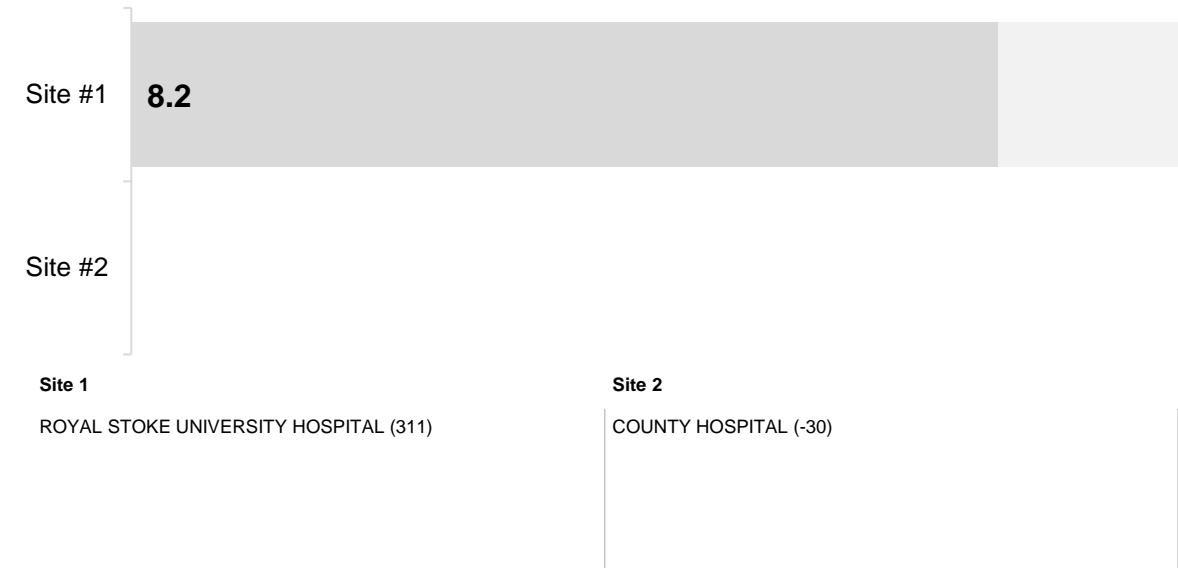 Site #1
8.2
Site #2
Site 1
Site 2
ROYAL STOKE UNIVERSITY HOSPITAL (311)
COUNTY HOSPITAL (-30)